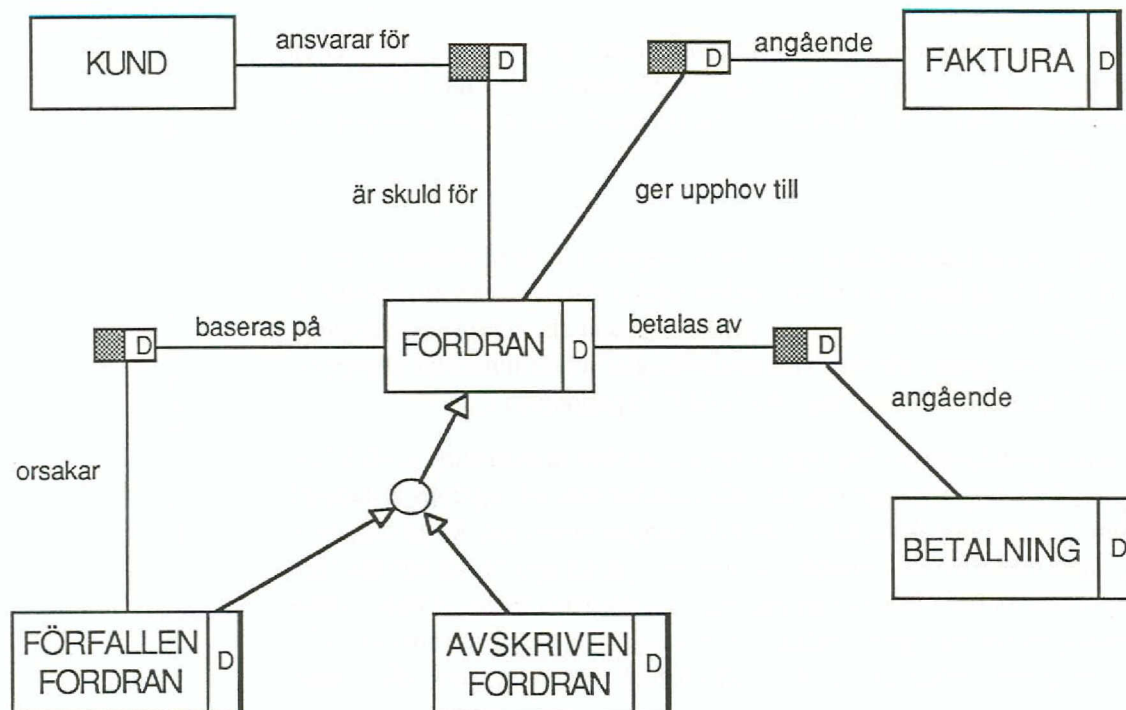 KUND
ansvarar för
D
D
angående
FAKTURA
D
är skuld för
ger upphov till
D
baseras på
FORDRAN
D
betalas av
D
angående
orsakar
BETALNING
D
FÖRFALLEN
FORDRAN
D
AVSKRIVEN
FORDRAN
D